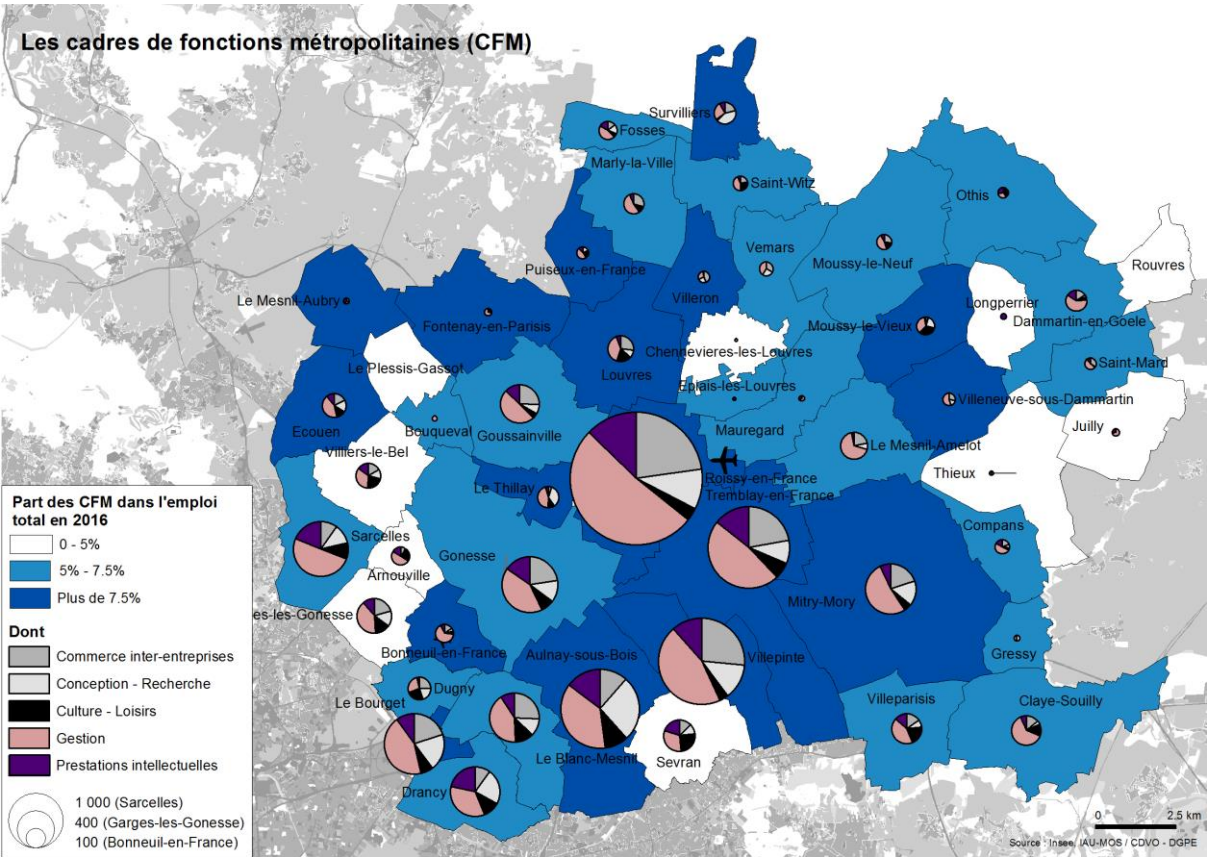 Les cadres de fonctions métropolitaines (CFM)
Survilliers
Fosses
Marly-la-Ville
Saint-Witz
Othis
Vemars
Moussy-le-Neuf
Rouvres
Puiseux-en-France
Villeron
Le Mesnil-Aubry
Longperrier
Fontenay-en-Parisis
Moussy-le-Vieux
Dammartin-en-Goele
Chennevieres-les-Louvres
Louvres
Saint-Mard
Le Plessis-Gassot
Eplais-les-Louvres
Villeneuve-sous-Dammartin
Ecouen
Bouqueval
Goussainville
Mauregard
Juilly
Le Mesnil-Amelot
Villiers-le-Bel
Thieux
Roissy-en-France
Le Thillay
Tremblay-en-France
Compans
Sarcelles
Gonesse
Arnouville
Mitry-Mory
es-les-Gonesse
Gressy
Bonneuil-en-France
Aulnay-sous-Bois
Villepinte
Dugny
Villeparisis
Claye-Souilly
Le Bourget
Le Blanc-Mesnil
Sevran
Drancy
Part des CFM dans l'emploi
total en 2016
0 - 5%
5% - 7.5%
Plus de 7.5%
Dont
Commerce inter-entreprises
Conception - Recherche
Culture - Loisirs
Gestion
Prestations intellectuelles
1 000 (Sarcelles)
400 (Garges-les-Gonesse)
100 (Bonneuil-en-France)
0 2.5 km
Source : Insee, IAU-MOS / CDVO - DGPE